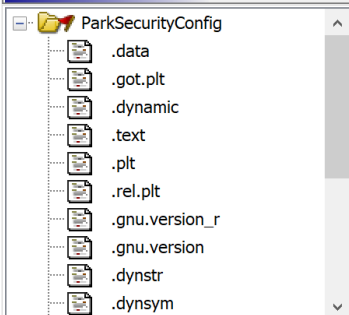 ParkSecurityConfig
.data
.got.plt
.dynamic
.text
.plt
.rel.plt
.gnu.version_r
.gnu.version
.dynstr
.dynsym